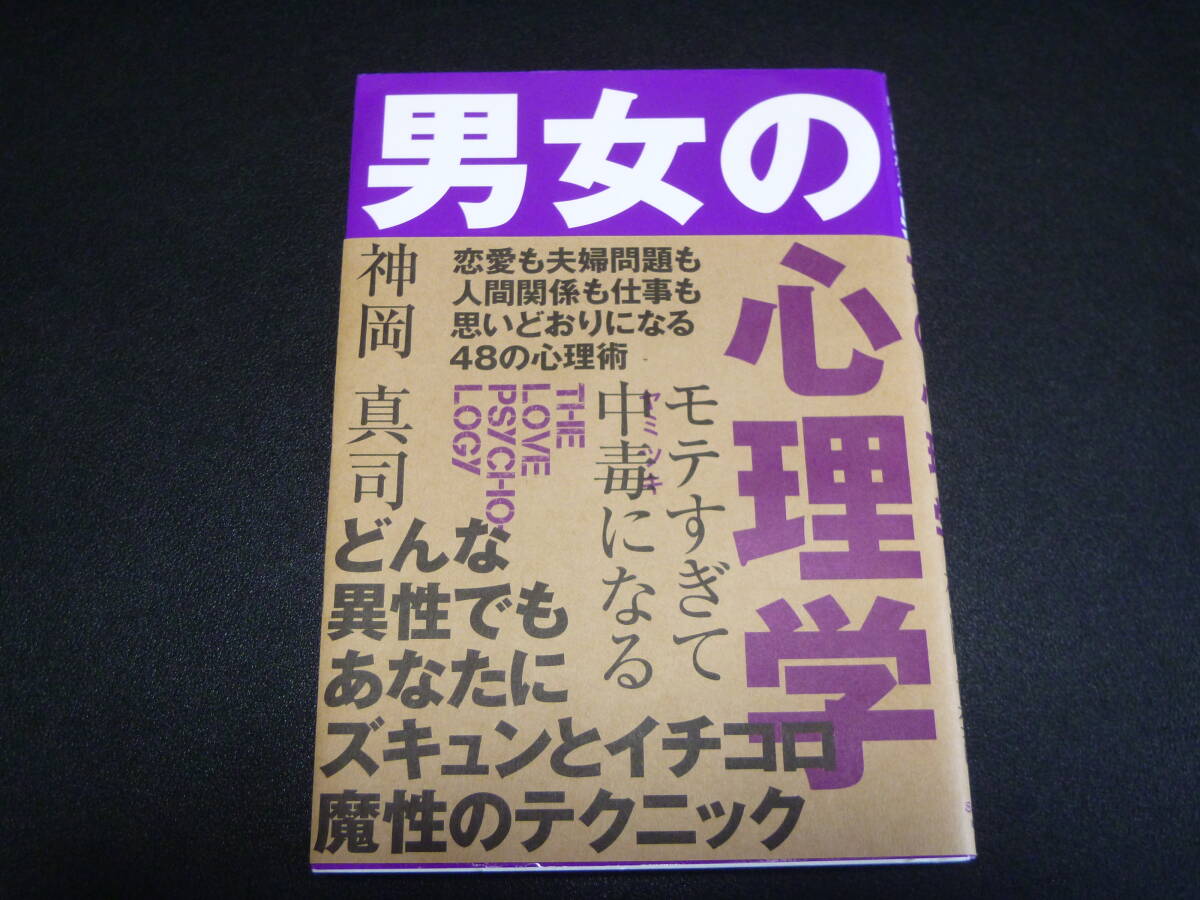 男女の
心理学
恋愛も夫婦問題も
人間関係も仕事も
思いどおりになる
48の心理術
神岡 真司
モテすぎて
中毒になる
ヤミツキ
THE
LOVE
PSYCHO
LOGY
どんな
異性でも
あなたに
ズキュンとイチコロ
魔性のテクニック